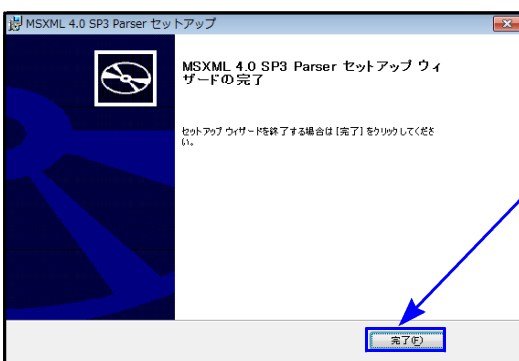 MSXML 4.0 SP3 Parser セットアップ
MSXML 4.0 SP3 Parser セットアップ ウィ
ザードの完了
セットアップ ウィザードを終了する場合は [完了] をクリックしてくださ
い。
完了(F)